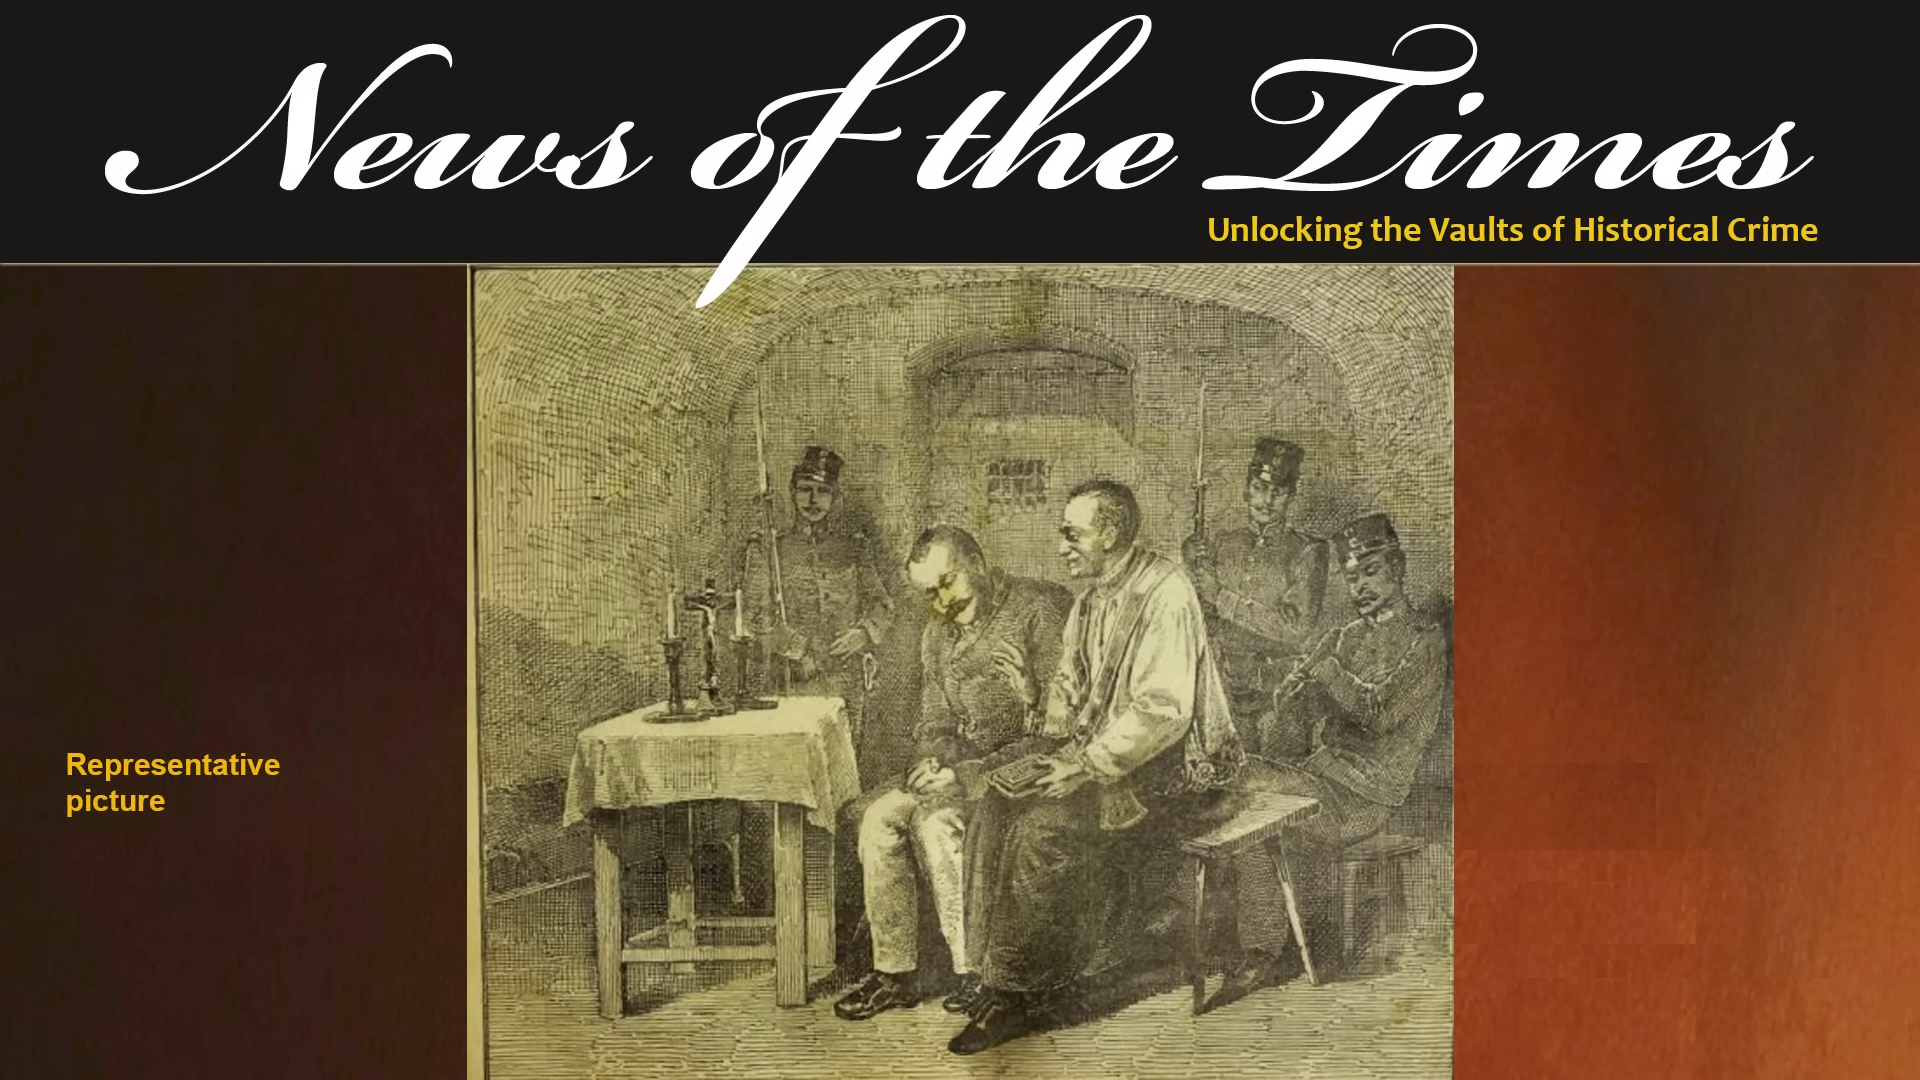 News of the Times
Unlocking the Vaults of Historical Crime
Representative
picture